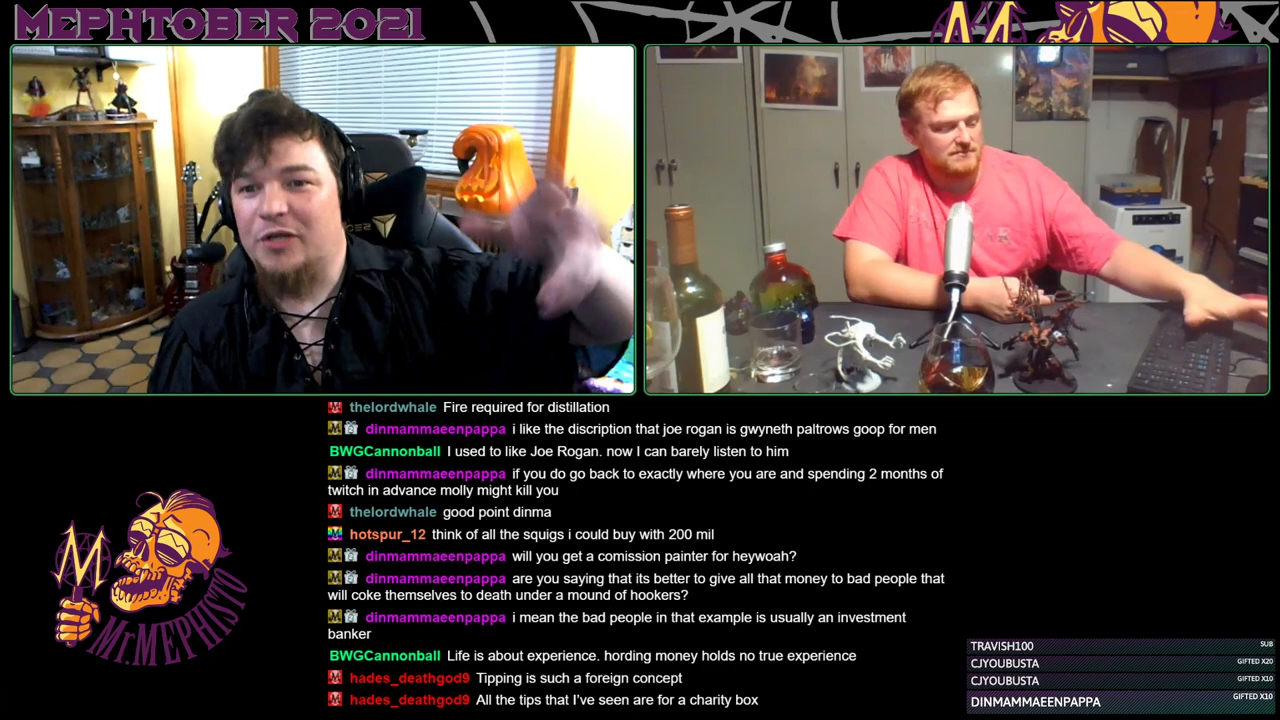 MEPHTOBER 2021
thelordwhale Fire required for distillation
dinmammaeenpappa i like the discription that joe rogan is gwyneth paltrows goop for men
BWGCannonball I used to like Joe Rogan. now I can barely listen to him
dinmammaeenpappa if you do go back to exactly where you are and spending 2 months of
twitch in advance molly might kill you
thelordwhale good point dinma
hotspur_12 think of all the squigs i could buy with 200 mil
dinmammaeenpappa will you get a comission painter for heywoah?
dinmammaeenpappa are you saying that its better to give all that money to bad people that
will coke themselves to death under a mound of hookers?
dinmammaeenpappa i mean the bad people in that example is usually an investment
banker
BWGCannonball Life is about experience. hording money holds no true experience
hades_deathgod9 Tipping is such a foreign concept
hades_deathgod9 All the tips that I've seen are for a charity box
M
Mr.MEPHISTO
TRAVISH100 SUB
CJYOUBUSTA GIFTED X20
CJYOUBUSTA GIFTED X10
DINMAMMAEENPAPPA GIFTED X10